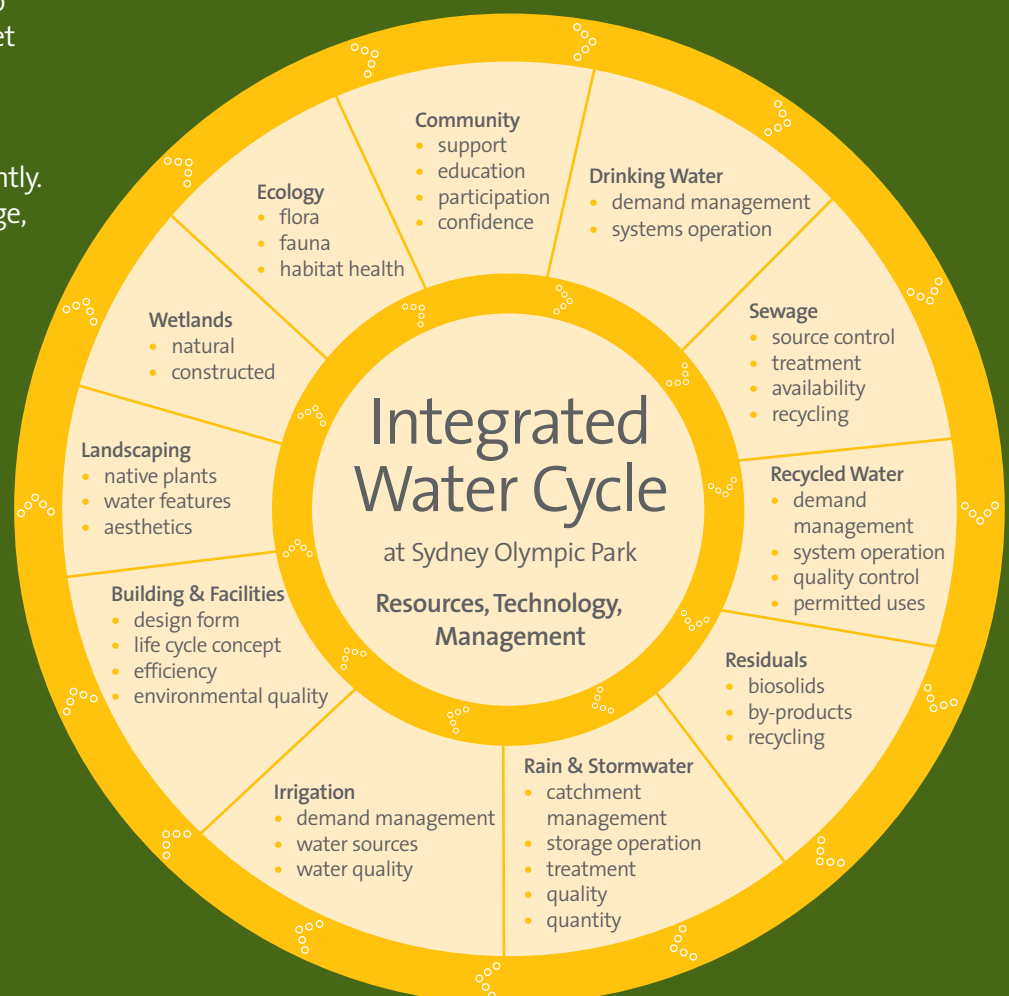 et
ntly.
ge,
Integrated
Water Cycle
at Sydney Olympic Park
Resources, Technology,
Management
Community
• support
• education
• participation
• confidence
Drinking Water
• demand management
• systems operation
Sewage
• source control
• treatment
• availability
• recycling
Recycled Water
• demand
management
• system operation
• quality control
• permitted uses
Residuals
• biosolids
• by-products
• recycling
Rain & Stormwater
• catchment
management
• storage operation
• treatment
• quality
• quantity
Irrigation
• demand management
• water sources
• water quality
Building & Facilities
• design form
• life cycle concept
• efficiency
• environmental quality
Landscaping
• native plants
• water features
• aesthetics
Wetlands
• natural
• constructed
Ecology
• flora
• fauna
• habitat health